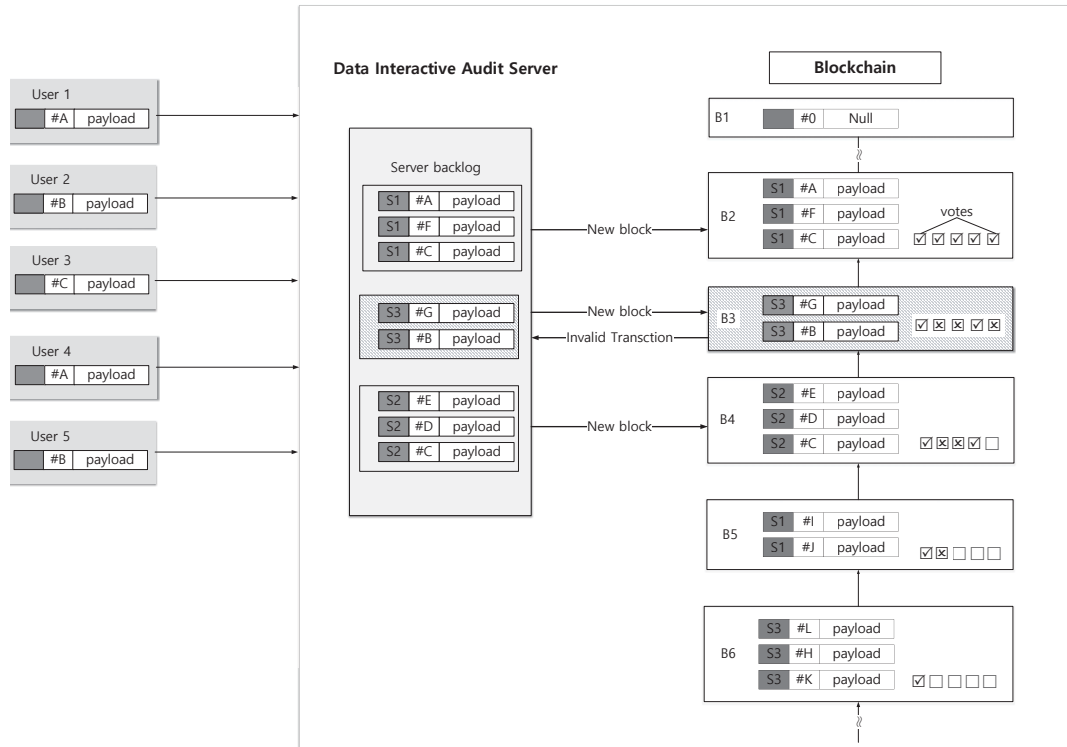 Data Interactive Audit Server
Blockchain
User 1
#A payload
User 2
#B payload
User 3
#C payload
User 4
#A payload
User 5
#B payload
Server backlog
S1 #A payload
S1 #F payload
S1 #C payload
S3 #G payload
S3 #B payload
S2 #E payload
S2 #D payload
S2 #C payload
New block
New block
Invalid Transction
New block
B1 #0 Null
B2
S1 #A payload
S1 #F payload
S1 #C payload
votes
B3
S3 #G payload
S3 #B payload
B4
S2 #E payload
S2 #D payload
S2 #C payload
B5
S1 #I payload
S1 #J payload
B6
S3 #L payload
S3 #H payload
S3 #K payload